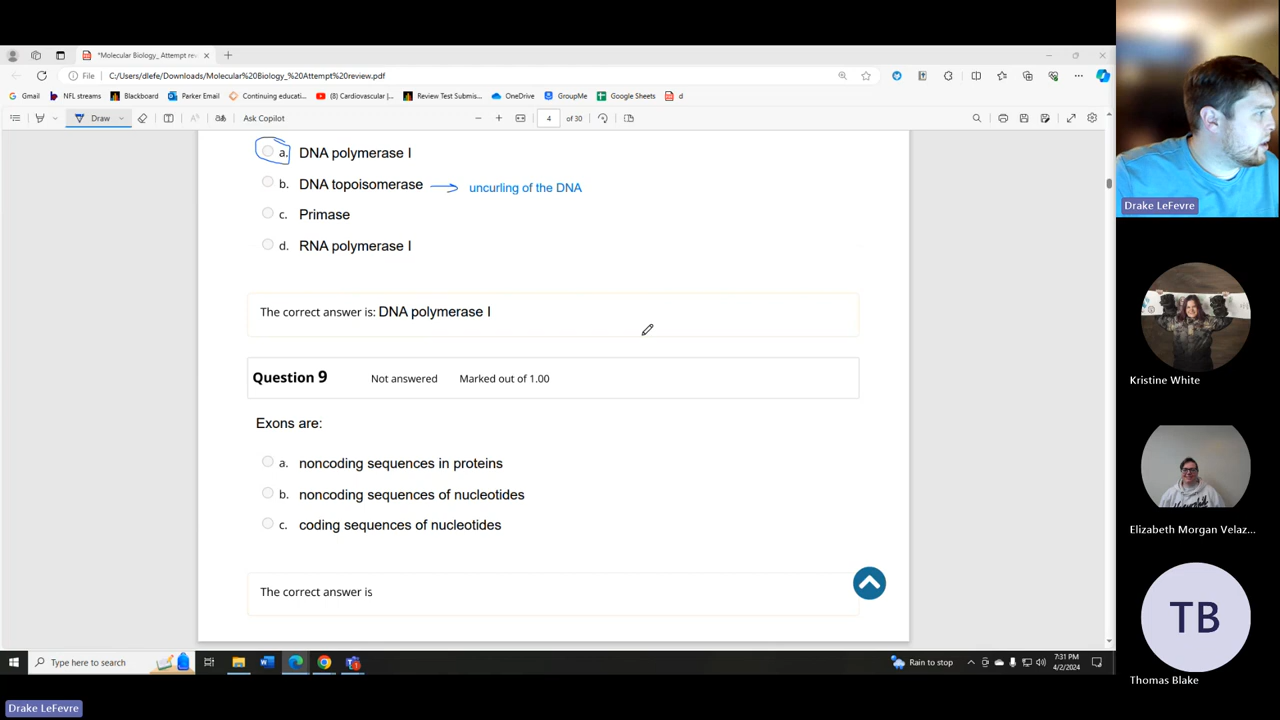 *Molecular Biology_ Attempt rev
File
C:/Users/dlefe/Downloads/Molecular%20Biology_%20Attempt%20review.pdf
Gmail
NFL streams
Blackboard
Parker Email
Continuing educati...
(8) Cardiovascular |...
Review Test Submis...
OneDrive
GroupMe
Google Sheets
d
Draw
Ask Copilot
4 of 30
a. DNA polymerase I
b. DNA topoisomerase
uncurling of the DNA
c. Primase
d. RNA polymerase I
The correct answer is: DNA polymerase I
Question 9 Not answered Marked out of 1.00
Exons are:
a. noncoding sequences in proteins
b. noncoding sequences of nucleotides
c. coding sequences of nucleotides
The correct answer is
Type here to search
Rain to stop
7:31 PM
4/2/2024
Drake LeFevre
Kristine White
Elizabeth Morgan Velaz...
TB
Thomas Blake
Drake LeFevre